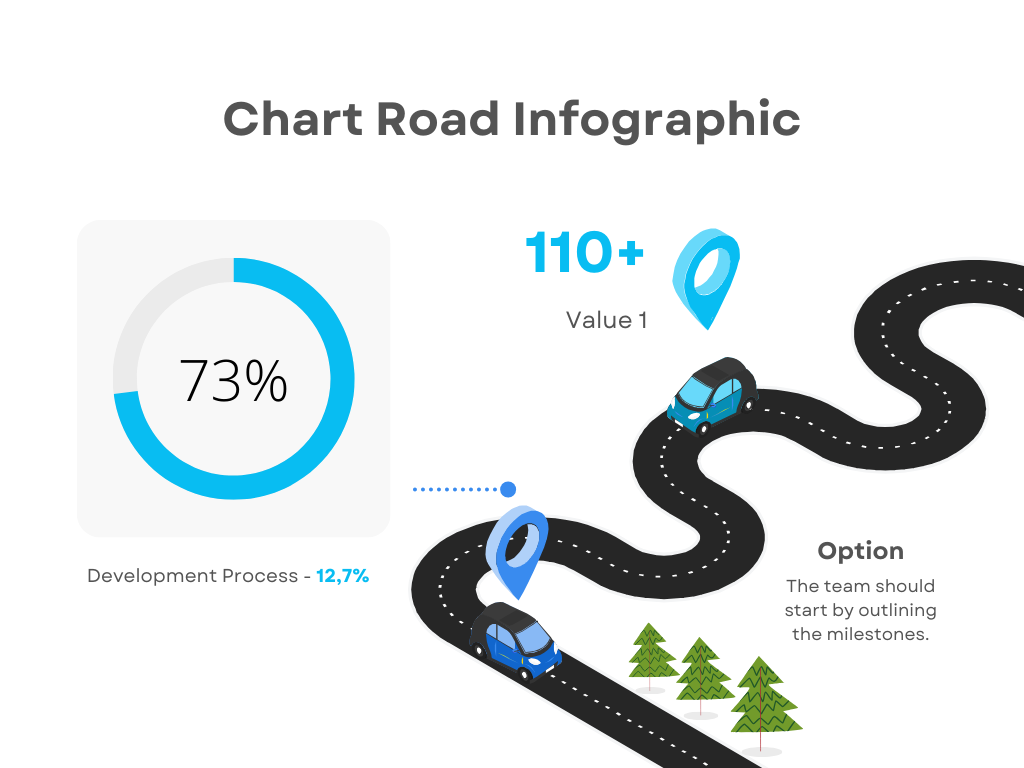 Chart Road Infographic
73%
Development Process - 12,7%
110+
Value 1
Option
The team should
start by outlining
the milestones.